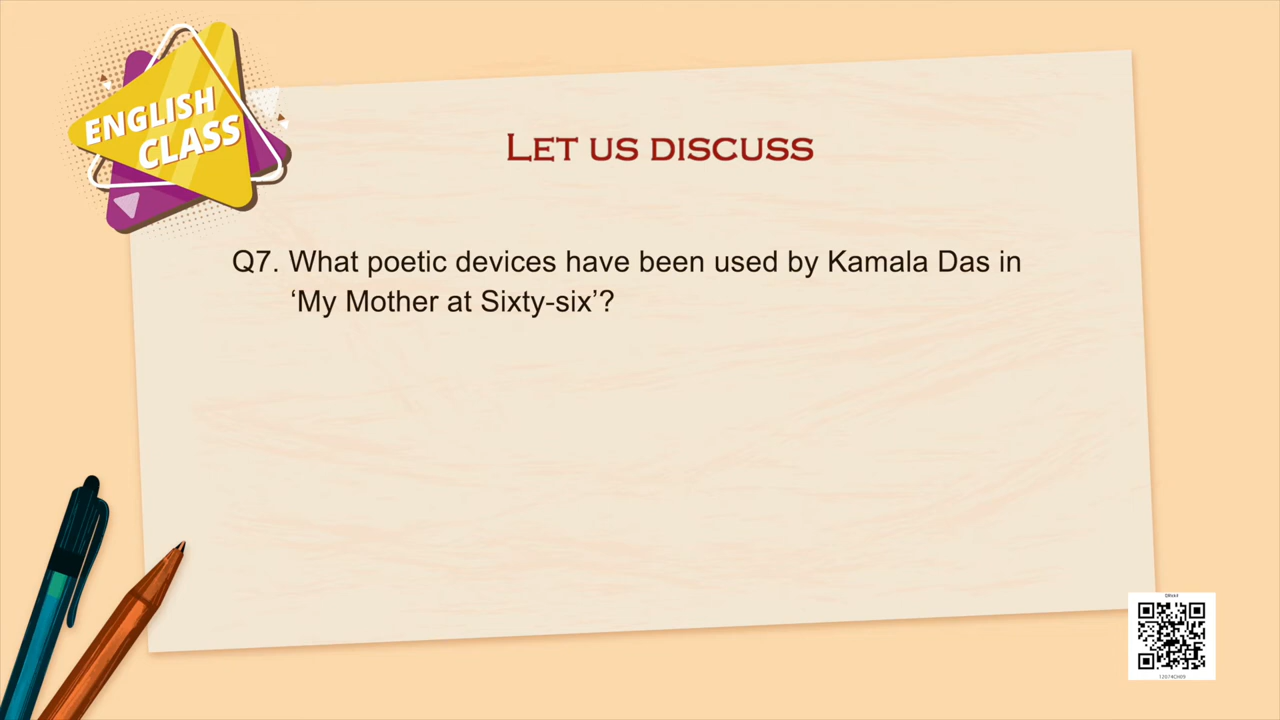 ENGLISH
CLASS
LET US DISCUSS
Q7. What poetic devices have been used by Kamala Das in
‘My Mother at Sixty-six’?
12074CH09